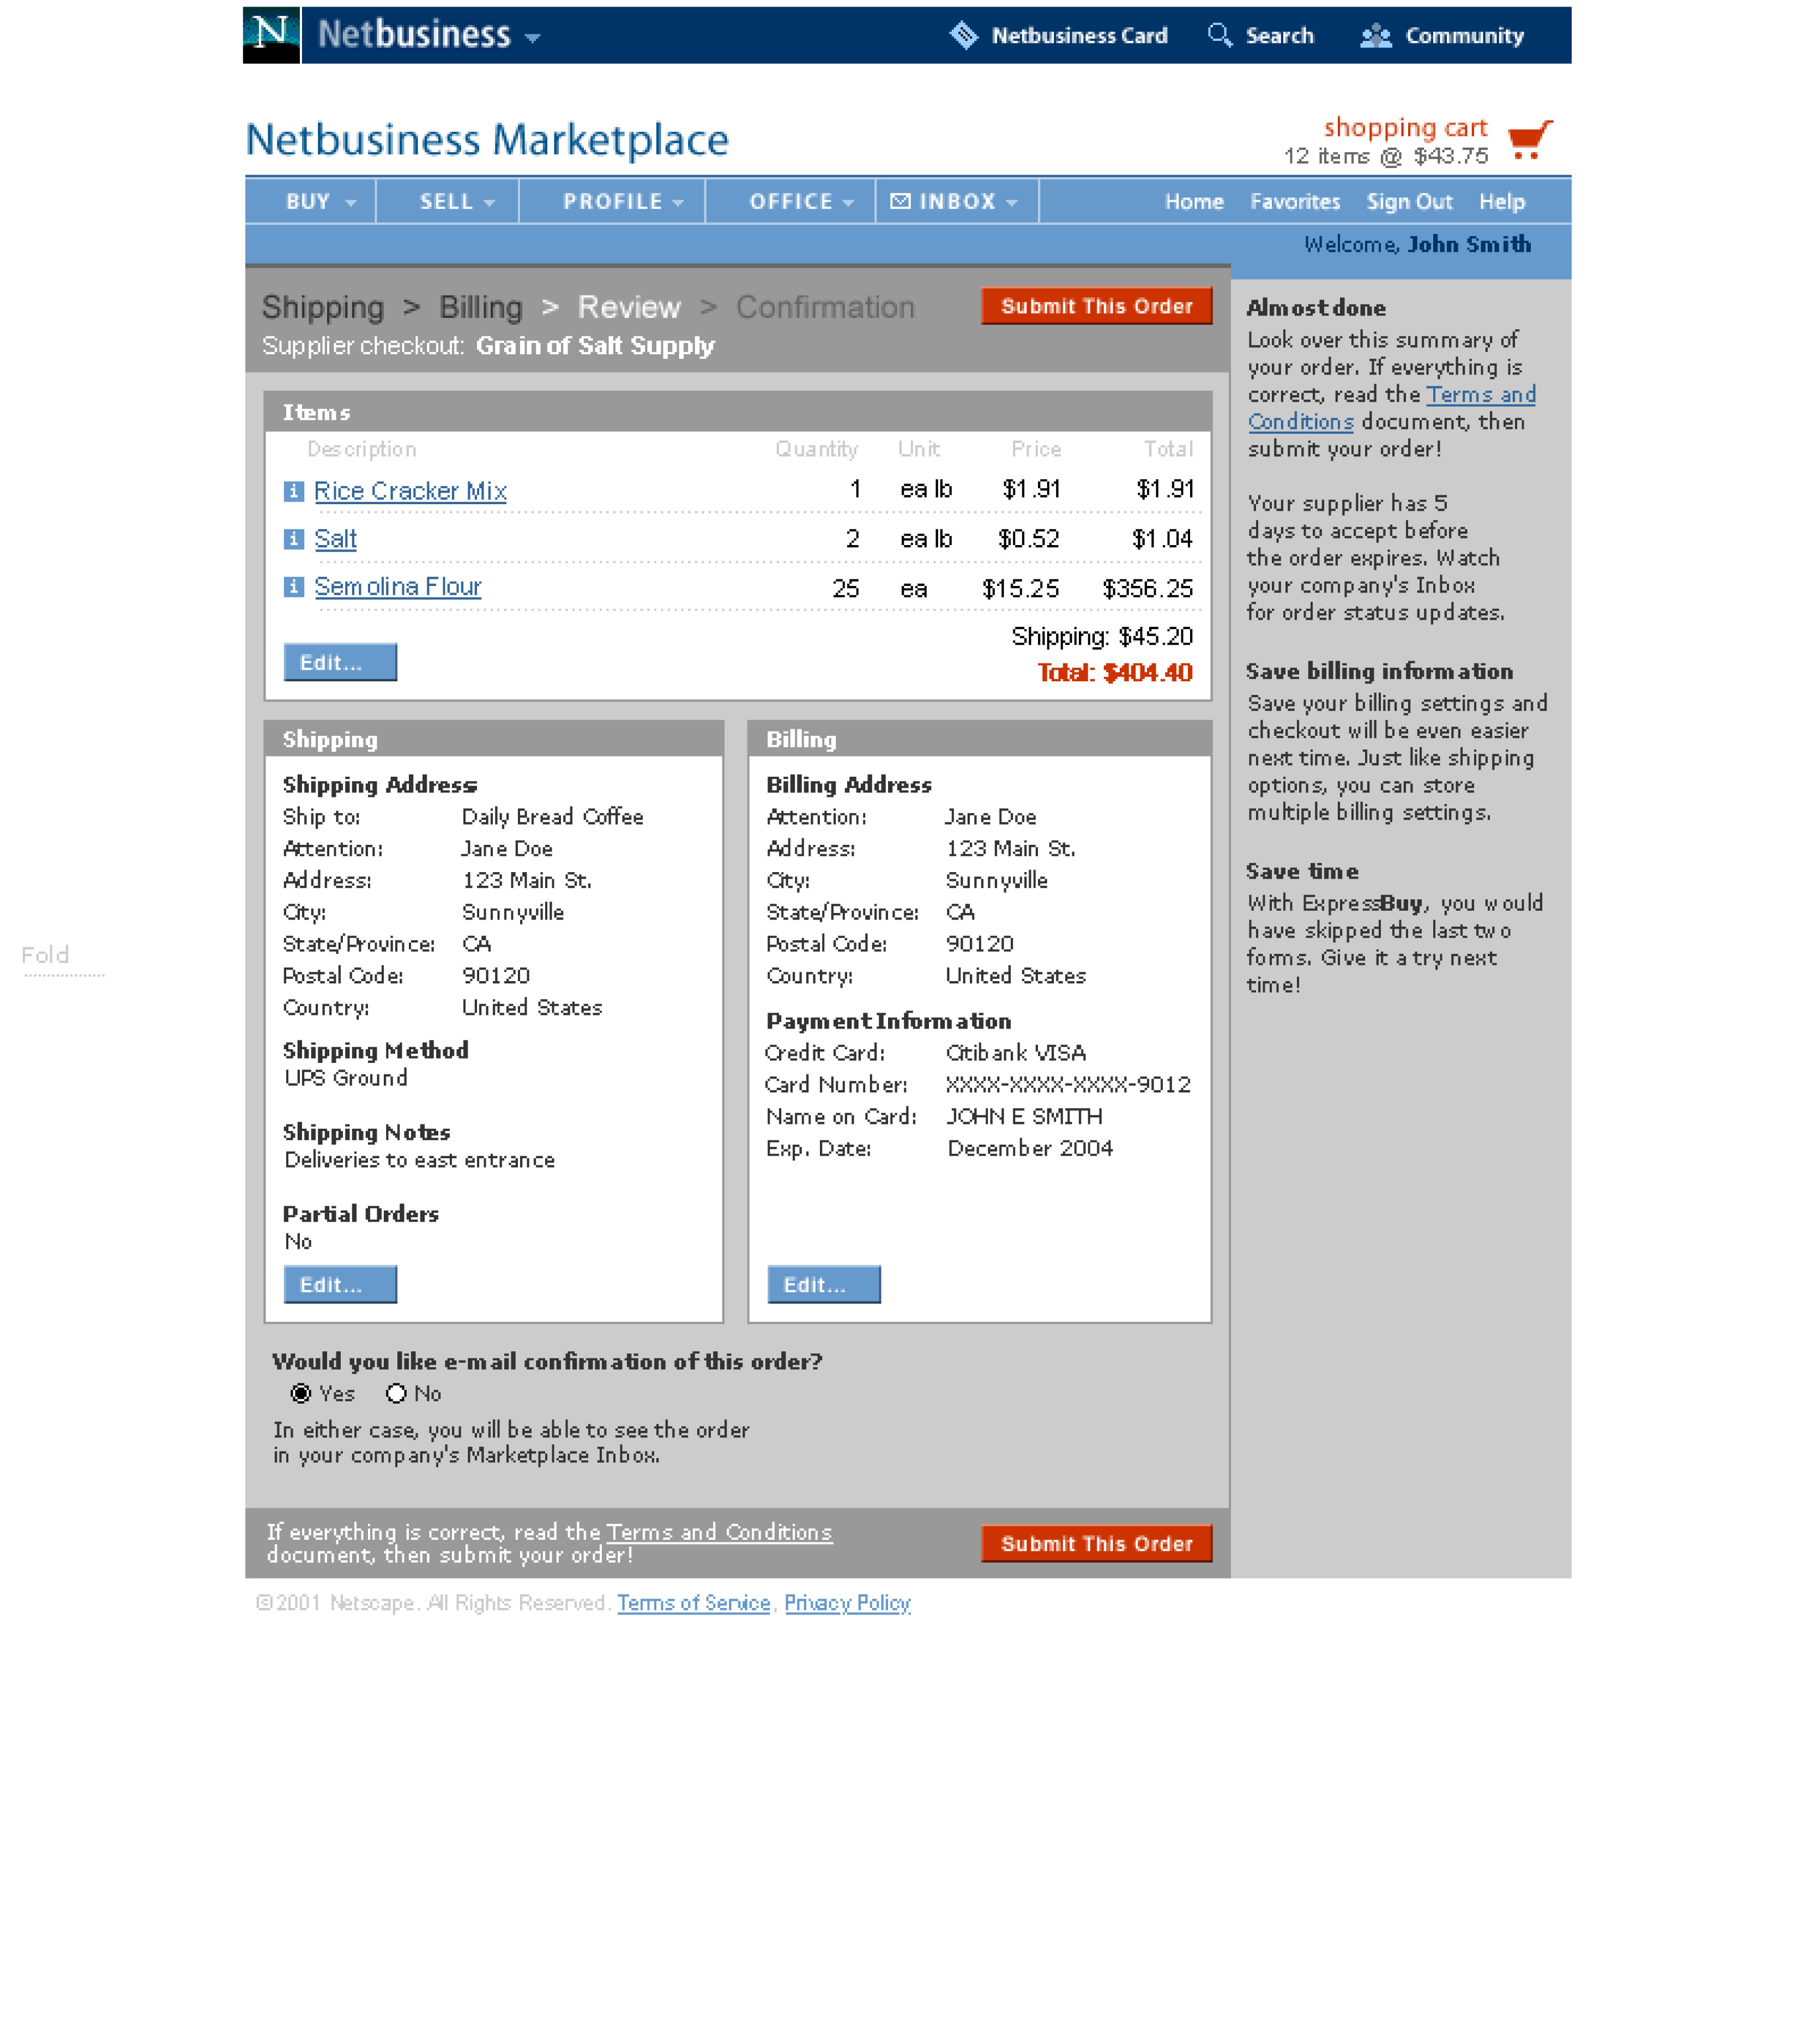 N Netbusiness Netbusiness Card Search Community
Netbusiness Marketplace
shopping cart
12 items @ $43.75
BUY SELL PROFILE OFFICE INBOX Home Favorites Sign Out Help
Welcome, John Smith
Shipping > Billing > Review > Confirmation Submit This Order
Supplier checkout: Grain of Salt Supply
Items
Description Quantity Unit Price Total
i Rice Cracker Mix 1 ea lb $1.91 $1.91
i Salt 2 ea lb $0.52 $1.04
i Semolina Flour 25 ea $15.25 $356.25
Shipping: $45.20
Edit...
Total: $404.40
Shipping
Shipping Address
Ship to: Daily Bread Coffee
Attention: Jane Doe
Address: 123 Main St.
City: Sunnyville
State/Province: CA
Postal Code: 90120
Country: United States
Shipping Method
UPS Ground
Shipping Notes
Deliveries to east entrance
Partial Orders
No
Edit...
Billing
Billing Address
Attention: Jane Doe
Address: 123 Main St.
City: Sunnyville
State/Province: CA
Postal Code: 90120
Country: United States
Payment Information
Credit Card: Citibank VISA
Card Number: XXXX-XXXX-XXXX-9012
Name on Card: JOHN E SMITH
Exp. Date: December 2004
Edit...
Would you like e-mail confirmation of this order?
Yes No
In either case, you will be able to see the order
in your company's Marketplace Inbox.
If everything is correct, read the Terms and Conditions
document, then submit your order!
Submit This Order
Almost done
Look over this summary of
your order. If everything is
correct, read the Terms and
Conditions document, then
submit your order!
Your supplier has 5
days to accept before
the order expires. Watch
your company's Inbox
for order status updates.
Save billing information
Save your billing settings and
checkout will be even easier
next time. Just like shipping
options, you can store
multiple billing settings.
Save time
With ExpressBuy, you would
have skipped the last two
forms. Give it a try next
time!
Fold
©2001 Netscape. All Rights Reserved. Terms of Service, Privacy Policy